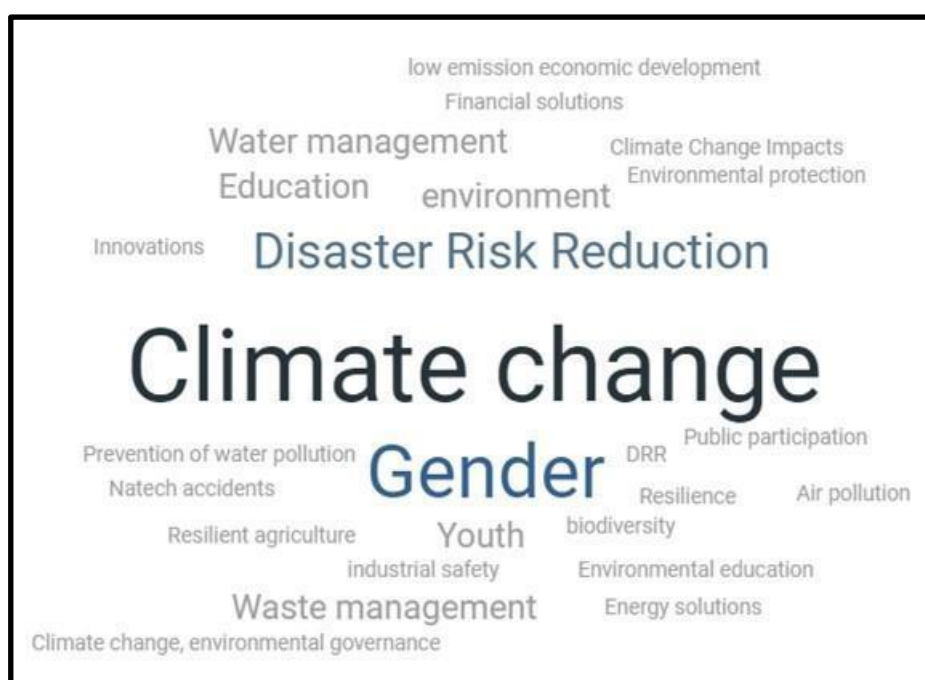 low emission economic development
Financial solutions
Water management
Climate Change Impacts
Education
environment
Environmental protection
Innovations
Disaster Risk Reduction
Climate change
Prevention of water pollution
Gender
DRR
Public participation
Natech accidents
Resilience
Air pollution
Resilient agriculture
Youth
biodiversity
industrial safety
Environmental education
Waste management
Energy solutions
Climate change, environmental governance